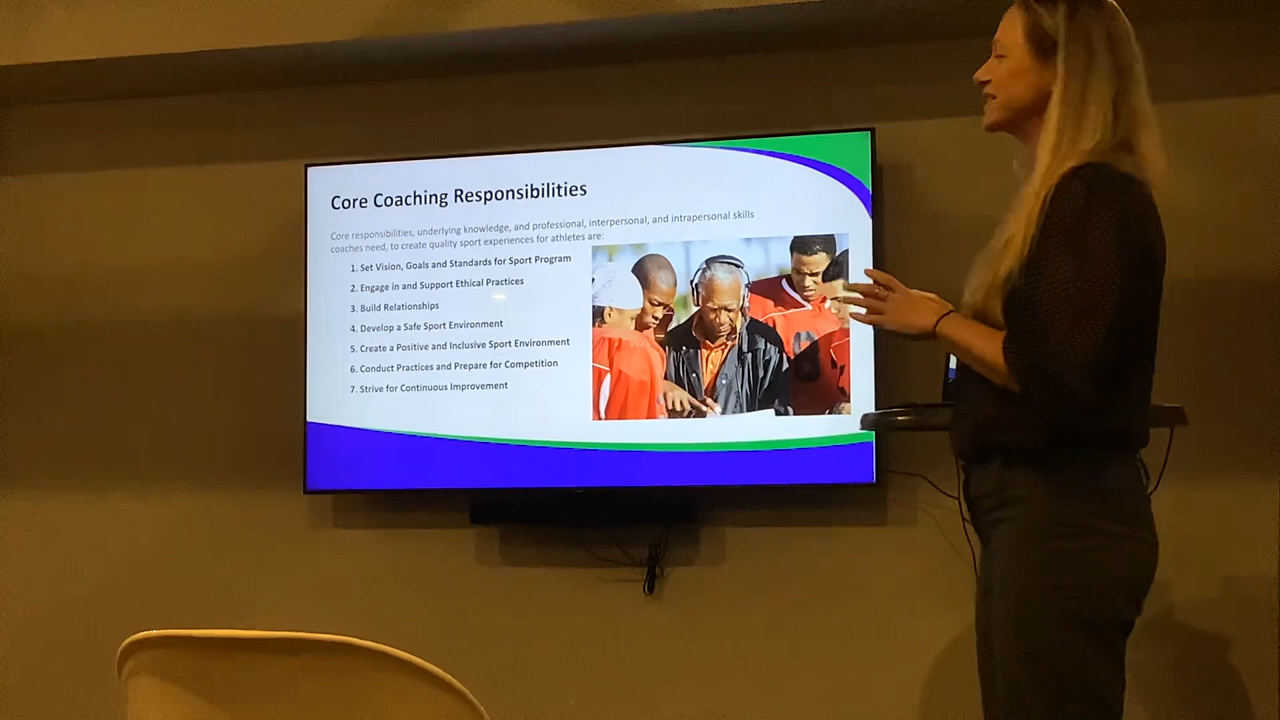 Core Coaching Responsibilities
Core responsibilities, underlying knowledge, and professional, interpersonal, and intrapersonal skills
coaches need, to create quality sport experiences for athletes are:
1. Set Vision, Goals and Standards for Sport Program
2. Engage in and Support Ethical Practices
3. Build Relationships
4. Develop a Safe Sport Environment
5. Create a Positive and Inclusive Sport Environment
6. Conduct Practices and Prepare for Competition
7. Strive for Continuous Improvement